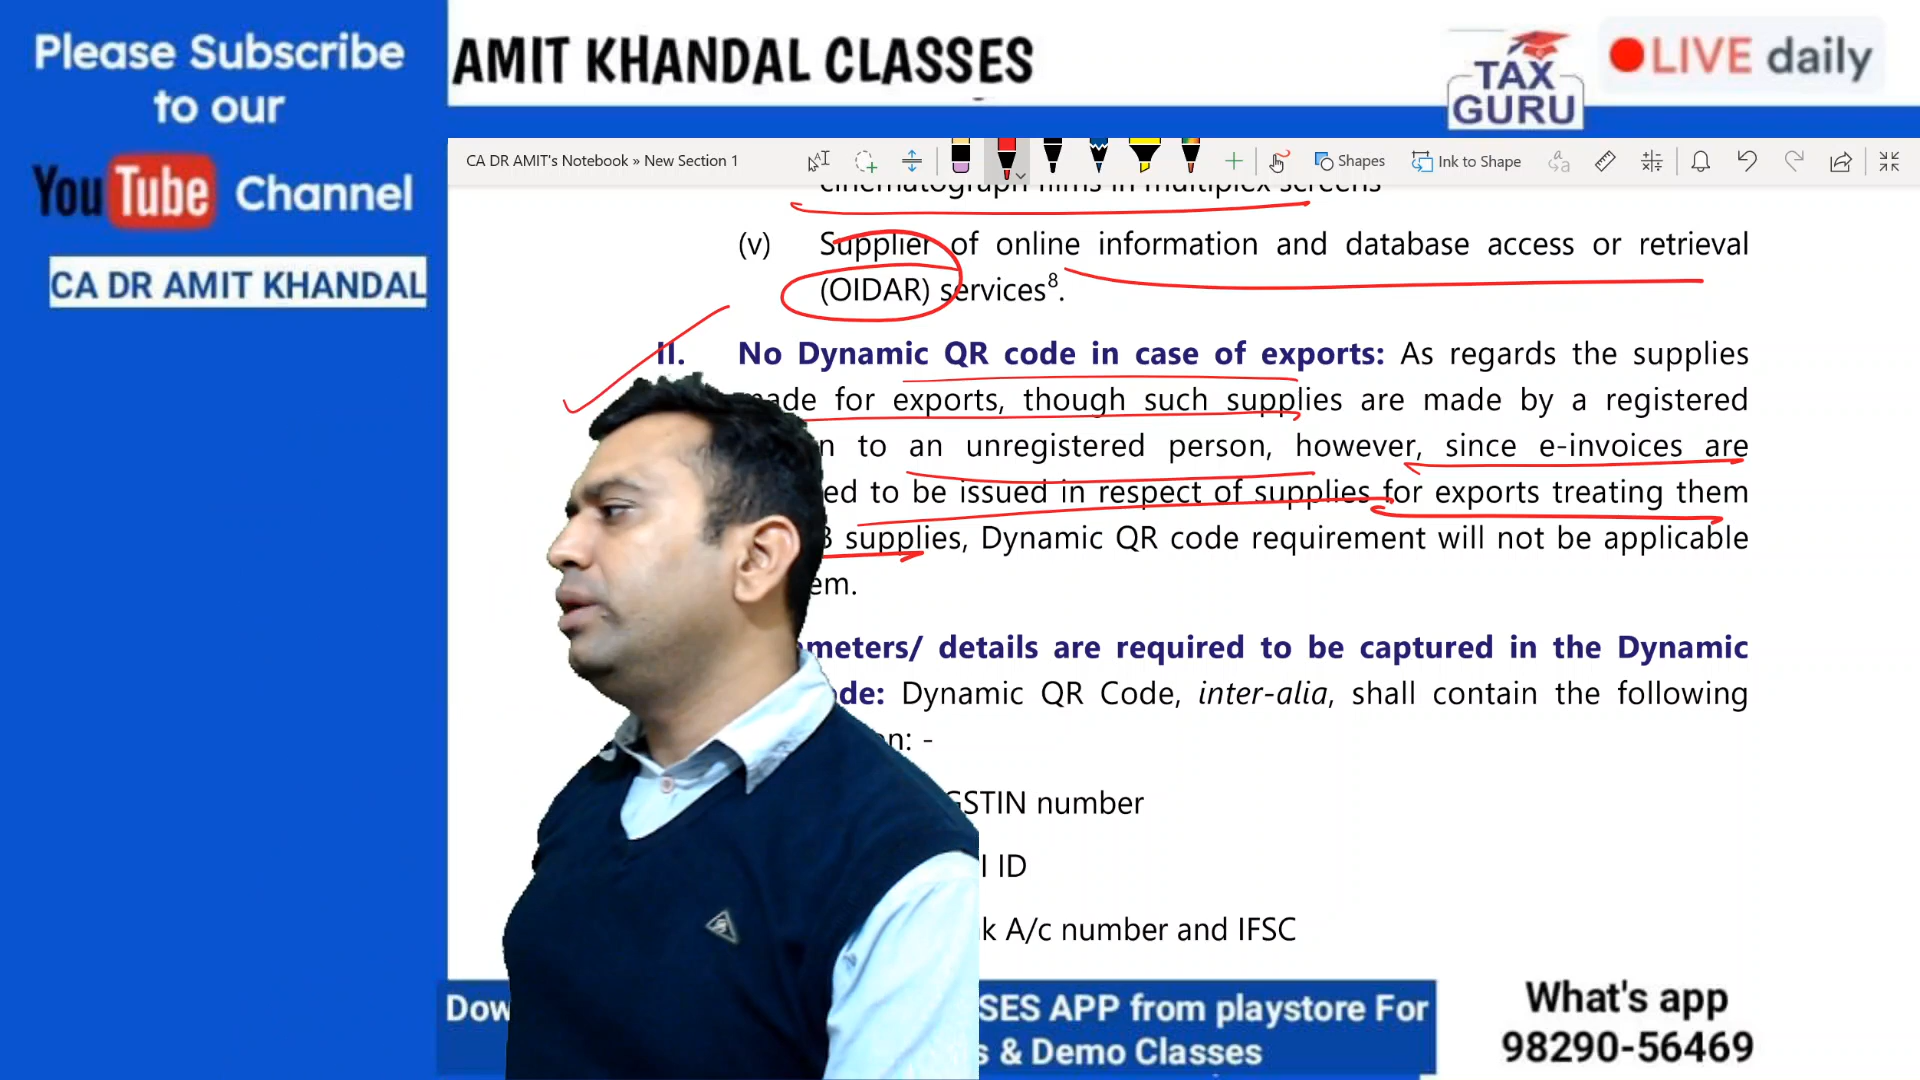 Please Subscribe
to our
You Tube Channel
CA DR AMIT KHANDAL
AMIT KHANDAL CLASSES
TAX
GURU
LIVE daily
CA DR AMIT's Notebook » New Section 1
Shapes
Ink to Shape
cinematograph films in multiplex screens
(v) Supplier of online information and database access or retrieval
(OIDAR) services⁸.
II. No Dynamic QR code in case of exports: As regards the supplies
made for exports, though such supplies are made by a registered
to an unregistered person, however, since e-invoices are
to be issued in respect of supplies for exports treating them
supplies, Dynamic QR code requirement will not be applicable
details are required to be captured in the Dynamic
Dynamic QR Code, inter-alia, shall contain the following
: -
GSTIN number
ID
A/c number and IFSC
APP from playstore For
& Demo Classes
What's app
98290-56469